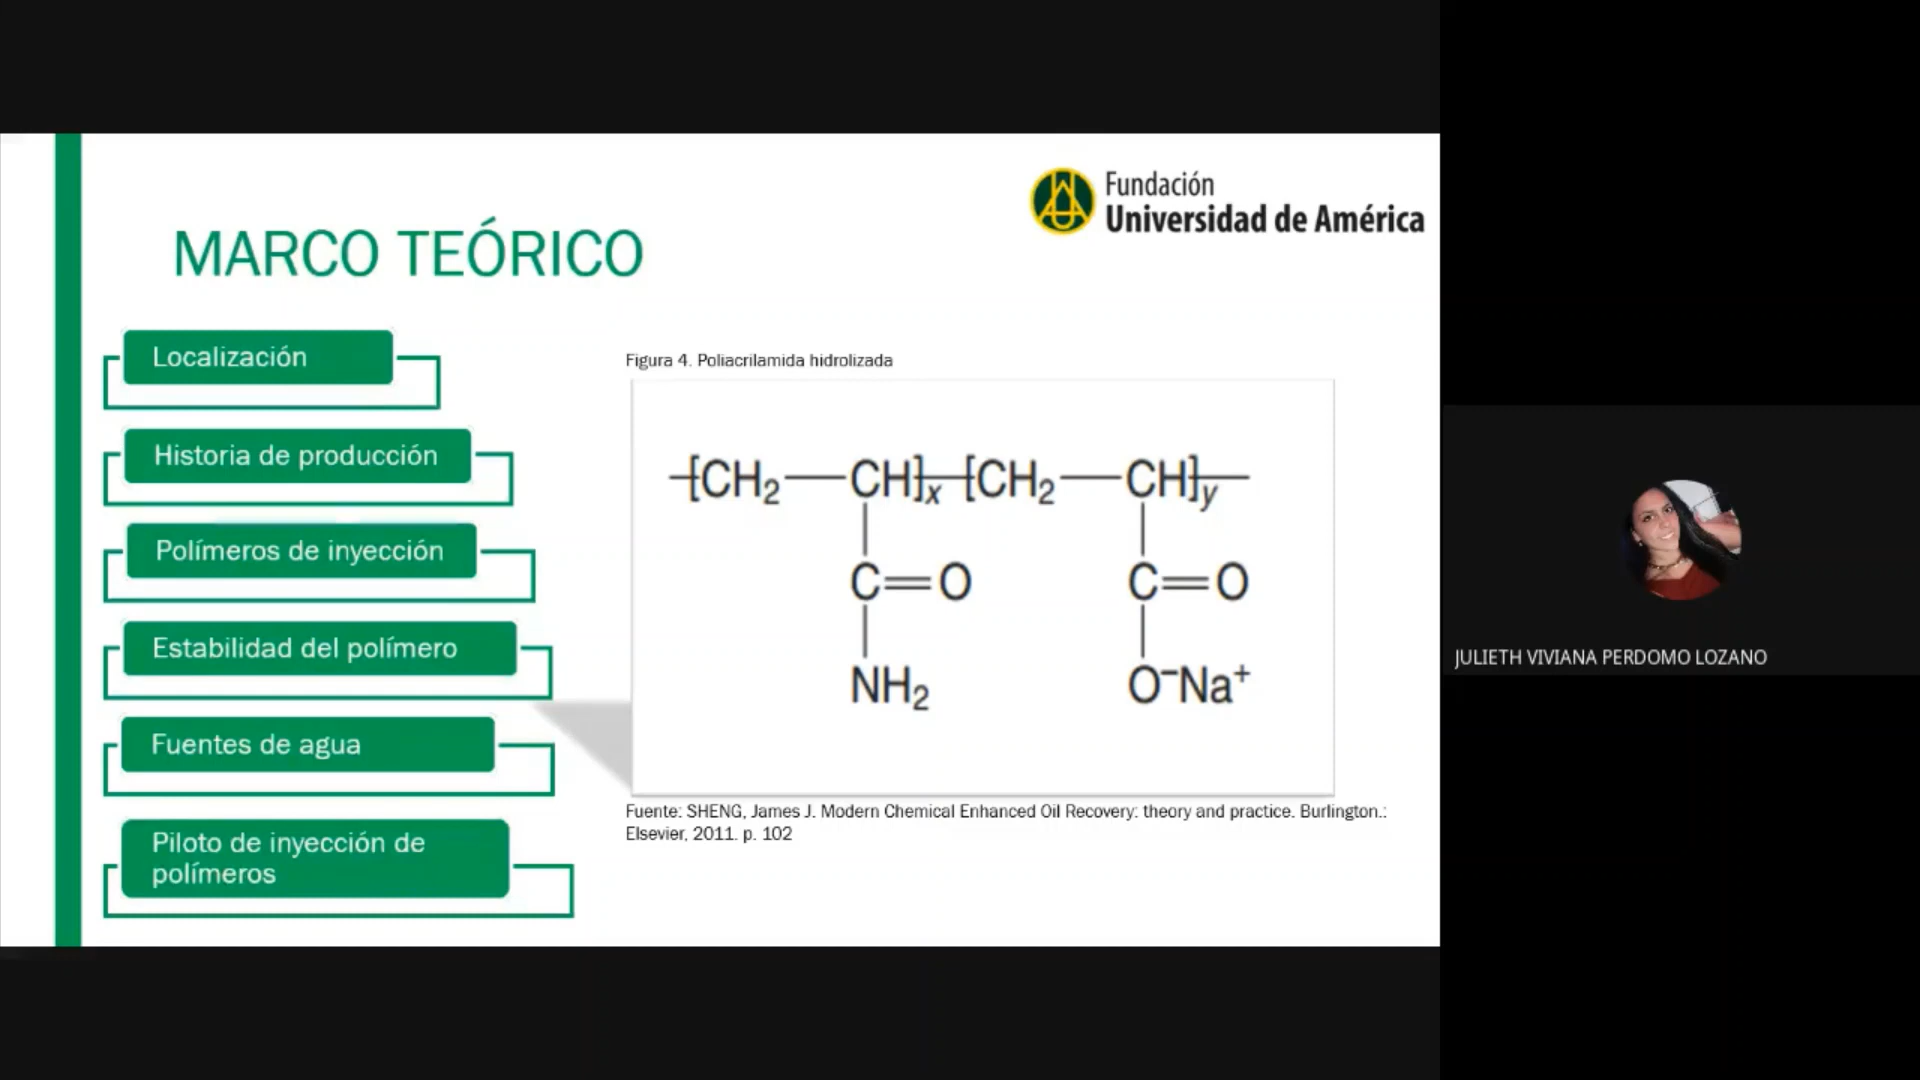 Fundación
Universidad de América
MARCO TEÓRICO
Localización
Historia de producción
Polímeros de inyección
Estabilidad del polímero
Fuentes de agua
Piloto de inyección de
polímeros
Figura 4. Poliacrilamida hidrolizada
[CH₂—CH]x[CH₂—CH]y
C=O C=O
NH₂ O⁻Na⁺
Fuente: SHENG, James J. Modern Chemical Enhanced Oil Recovery: theory and practice. Burlington.:
Elsevier, 2011. p. 102
JULIETH VIVIANA PERDOMO LOZANO